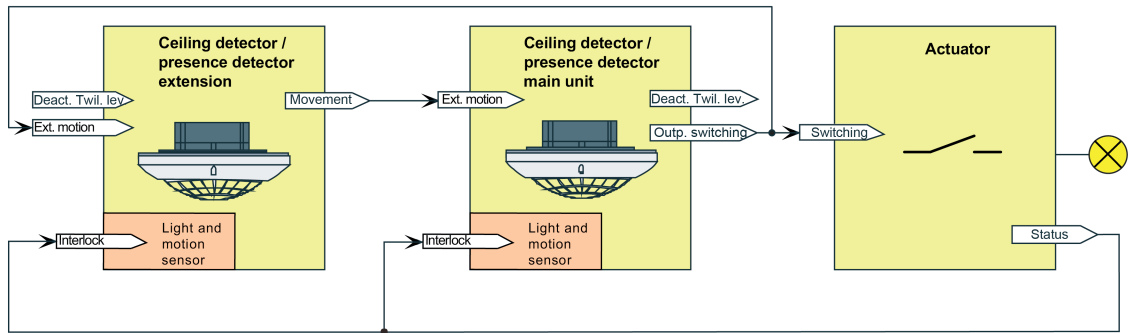 Ceiling detector /
presence detector
extension
Deact. Twil. lev.
Ext. motion
Movement
Interlock
Light and
motion
sensor
Ceiling detector /
presence detector
main unit
Ext. motion
Deact. Twil. lev.
Outp. switching
Interlock
Light and
motion
sensor
Actuator
Switching
Status